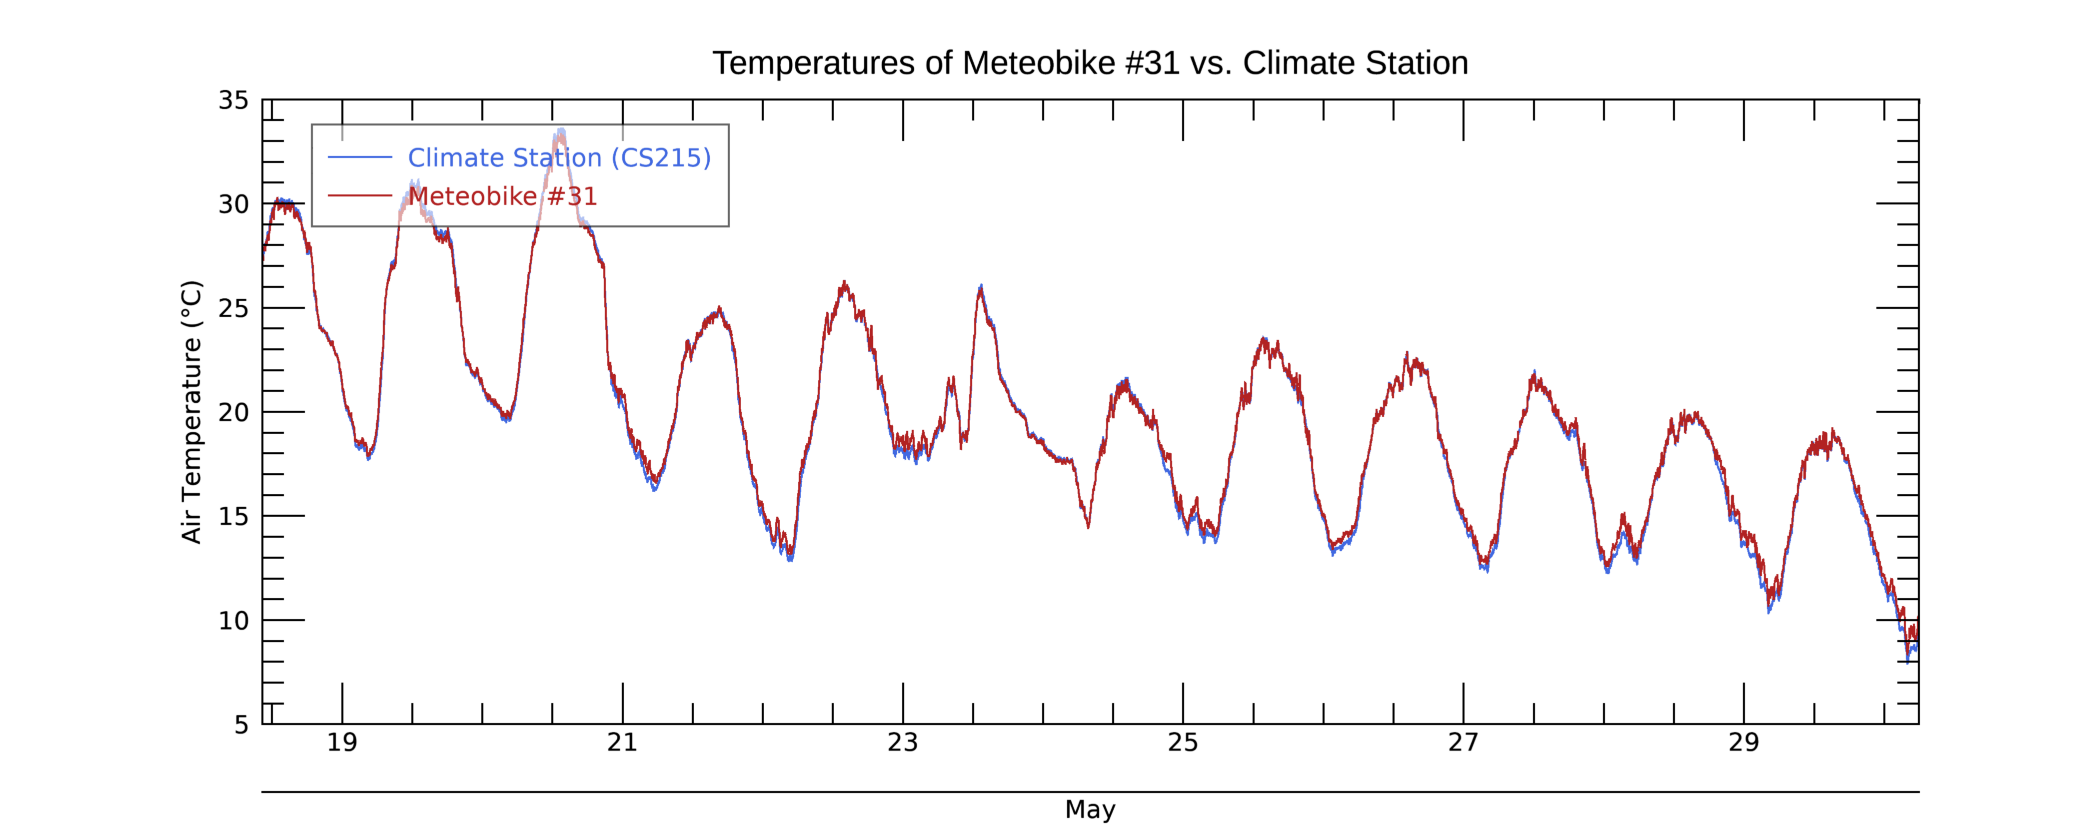 Temperatures of Meteobike #31 vs. Climate Station
Climate Station (CS215)
Meteobike #31
Air Temperature (°C)
35
30
25
20
15
10
5
19 21 23 25 27 29
May